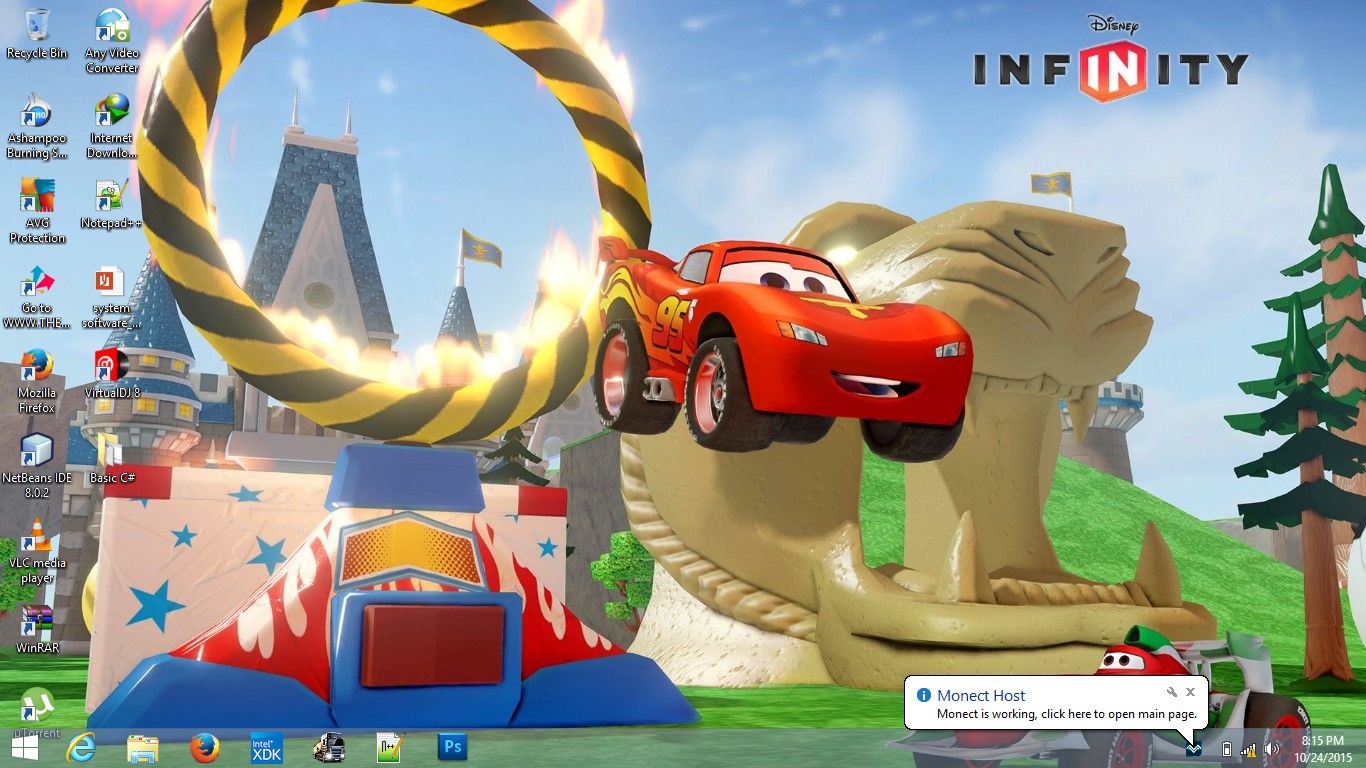 Recycle Bin
Any Video
Converter
Ashampoo
Burning S...
Internet
Downlo...
AVG
Protection
Notepad++
Go to
WWW.THE...
system
software_...
Mozilla
Firefox
VirtualDJ 8
NetBeans IDE
8.0.2
Basic C#
VLC media
player
WinRAR
uTorrent
Disney
INFINITY
95
Monect Host
Monect is working, click here to open main page.
intel
XDK
Ps
8:15 PM
10/24/2015